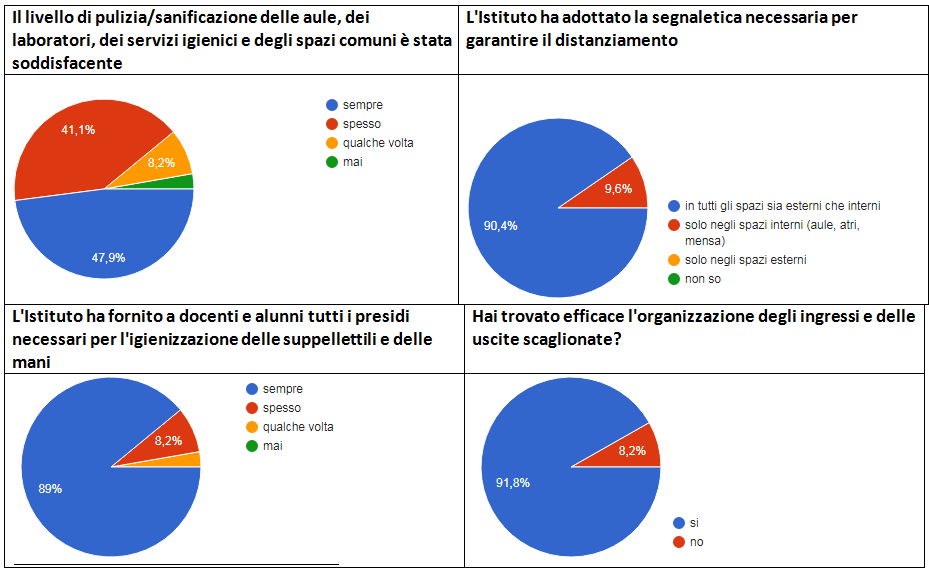 Il livello di pulizia/sanificazione delle aule, dei
laboratori, dei servizi igienici e degli spazi comuni è stata
soddisfacente
L'Istituto ha adottato la segnaletica necessaria per
garantire il distanziamento
41,1%
8,2%
47,9%
sempre
spesso
qualche volta
mai
9,6%
90,4%
in tutti gli spazi sia esterni che interni
solo negli spazi interni (aule, atri,
mensa)
solo negli spazi esterni
non so
L'Istituto ha fornito a docenti e alunni tutti i presidi
necessari per l'igienizzazione delle suppellettili e delle
mani
Hai trovato efficace l'organizzazione degli ingressi e delle
uscite scaglionate?
8,2%
89%
sempre
spesso
qualche volta
mai
8,2%
91,8%
si
no